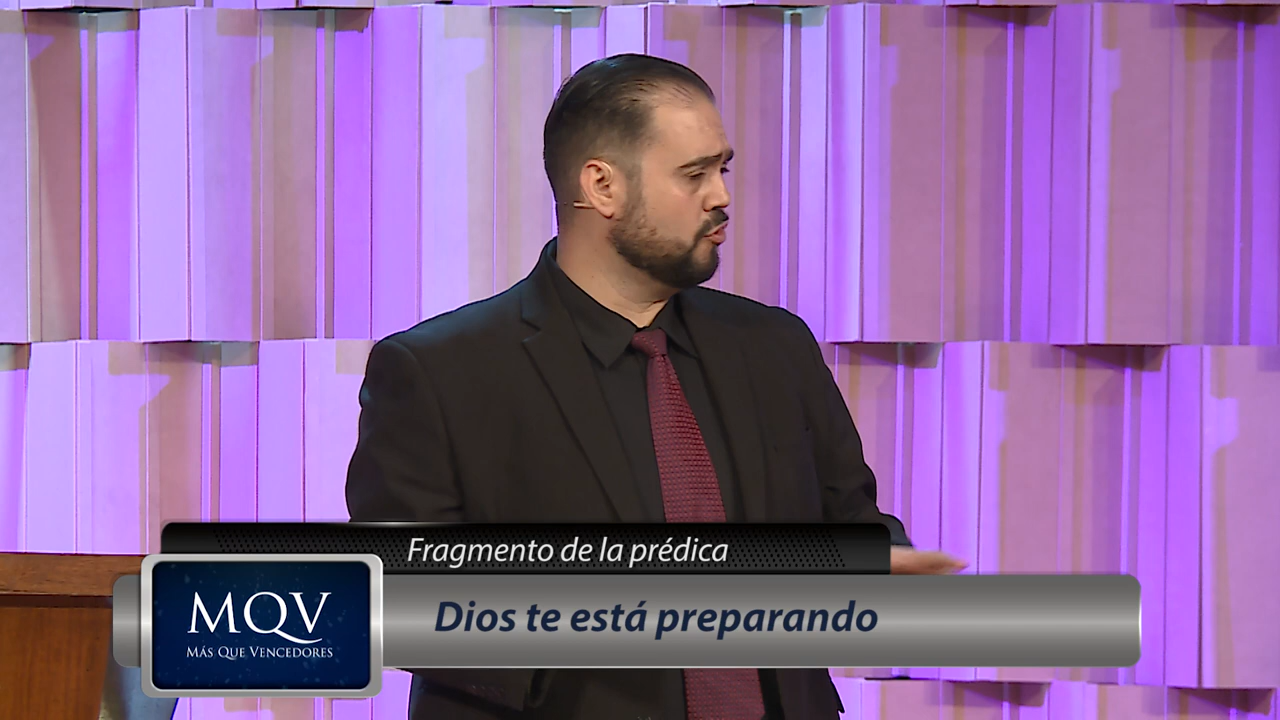 Fragmento de la prédica
Dios te está preparando
MQV
MÁS QUE VENCEDORES